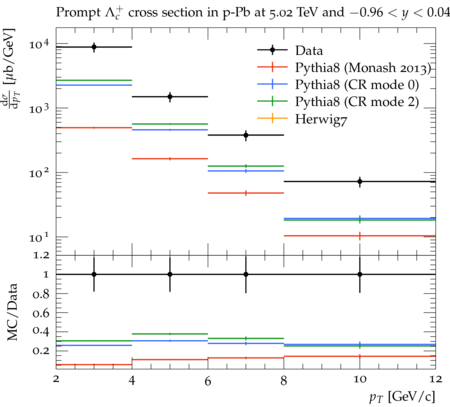 Prompt Λc+ cross section in p-Pb at 5.02 TeV and −0.96 < y < 0.04
dσ/dpT [μb/GeV]
10^4
10^3
10^2
10^1
Data
Pythia8 (Monash 2013)
Pythia8 (CR mode 0)
Pythia8 (CR mode 2)
Herwig7
MC/Data
1.2
1
0.8
0.6
0.4
0.2
2 4 6 8 10 12
pT [GeV/c]